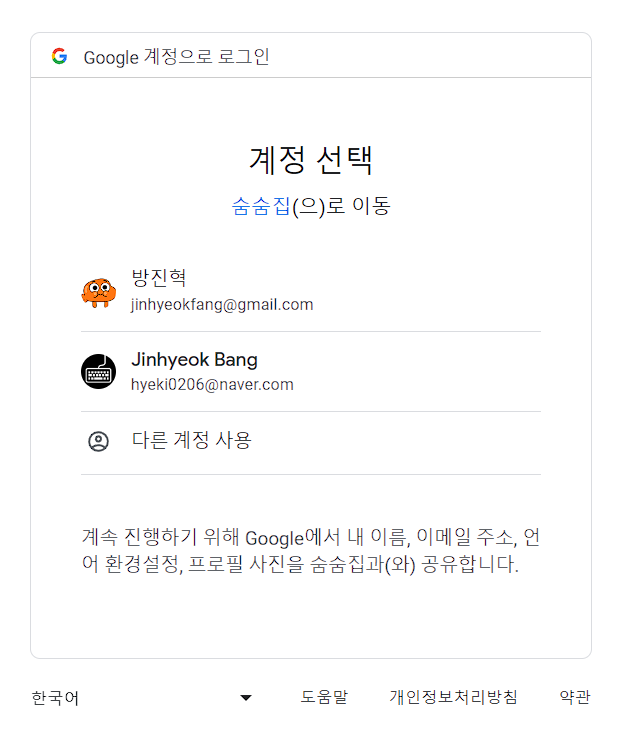 Google 계정으로 로그인
계정 선택
숨숨집(으)로 이동
방진혁
jinhyeokfang@gmail.com
Jinhyeok Bang
hyeki0206@naver.com
다른 계정 사용
계속 진행하기 위해 Google에서 내 이름, 이메일 주소, 언
어 환경설정, 프로필 사진을 숨숨집과(와) 공유합니다.
한국어
도움말
개인정보처리방침
약관